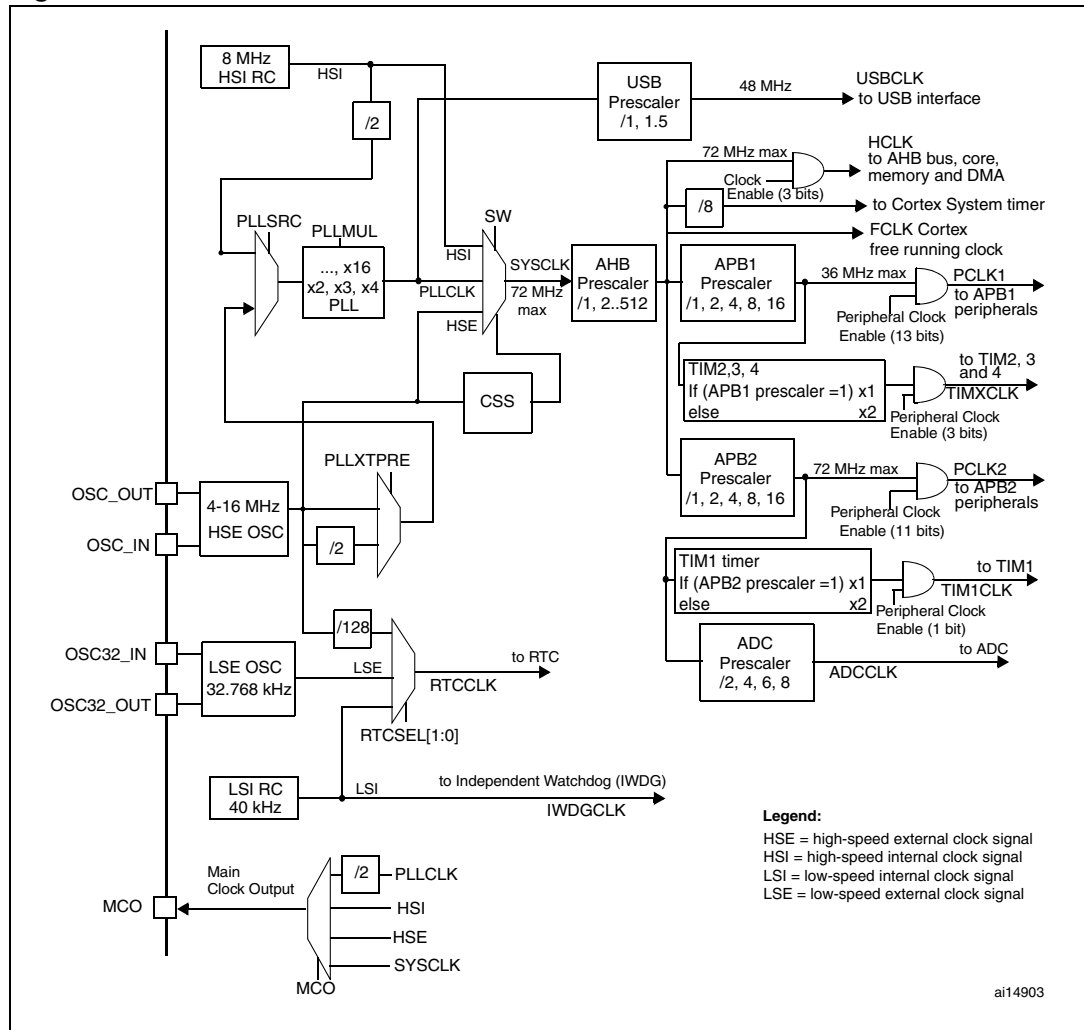 8 MHz
HSI RC
HSI
/2
USB
Prescaler
/1, 1.5
48 MHz
USBCLK
to USB interface
72 MHz max
Clock
Enable (3 bits)
HCLK
to AHB bus, core,
memory and DMA
/8
to Cortex System timer
FCLK Cortex
free running clock
PLLSRC
PLLMUL
..., x16
x2, x3, x4
PLL
SW
HSI
PLLCLK
HSE
SYSCLK
72 MHz
max
AHB
Prescaler
/1, 2..512
APB1
Prescaler
/1, 2, 4, 8, 16
36 MHz max
PCLK1
to APB1
peripherals
Peripheral Clock
Enable (13 bits)
TIM2,3, 4
If (APB1 prescaler =1) x1
else x2
to TIM2, 3
and 4
TIMXCLK
Peripheral Clock
Enable (3 bits)
CSS
PLLXTPRE
OSC_OUT
OSC_IN
4-16 MHz
HSE OSC
/2
APB2
Prescaler
/1, 2, 4, 8, 16
72 MHz max
PCLK2
to APB2
peripherals
Peripheral Clock
Enable (11 bits)
TIM1 timer
If (APB2 prescaler =1) x1
else x2
to TIM1
TIM1CLK
Peripheral Clock
Enable (1 bit)
ADC
Prescaler
/2, 4, 6, 8
to ADC
ADCCLK
/128
OSC32_IN
OSC32_OUT
LSE OSC
32.768 kHz
LSE
to RTC
RTCCLK
RTCSEL[1:0]
LSI RC
40 kHz
LSI
to Independent Watchdog (IWDG)
IWDGCLK
Legend:
HSE = high-speed external clock signal
HSI = high-speed internal clock signal
LSI = low-speed internal clock signal
LSE = low-speed external clock signal
Main
Clock Output
MCO
/2
PLLCLK
HSI
HSE
SYSCLK
MCO
ai14903